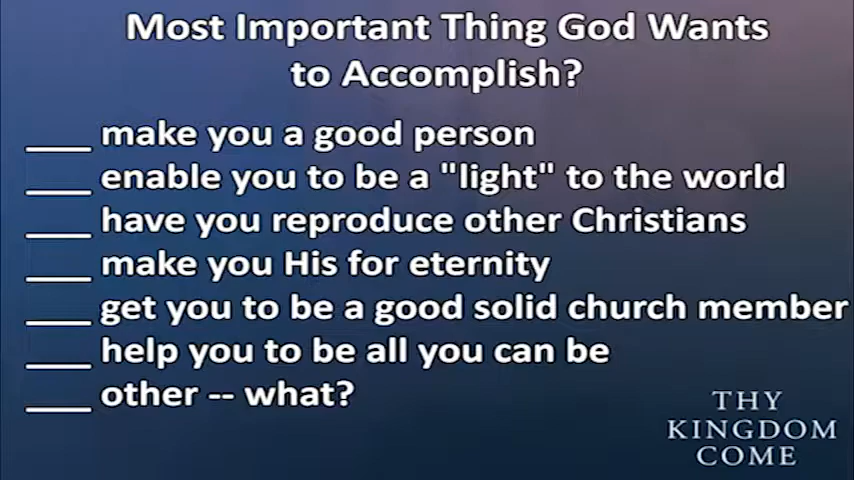 Most Important Thing God Wants
to Accomplish?
____ make you a good person
____ enable you to be a "light" to the world
____ have you reproduce other Christians
____ make you His for eternity
____ get you to be a good solid church member
____ help you to be all you can be
____ other -- what?
THY
KINGDOM
COME